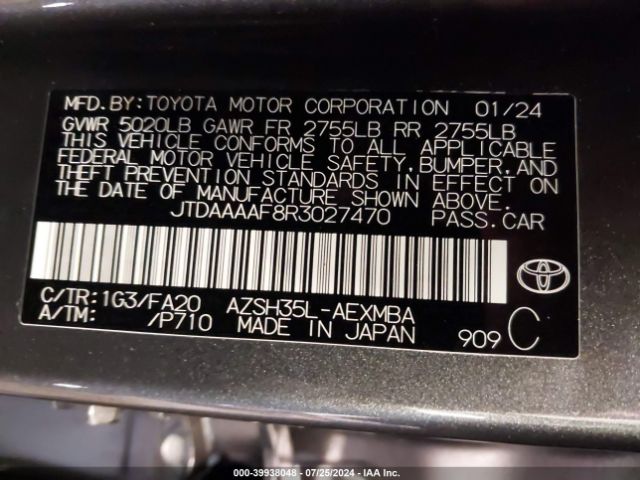 MFD.BY:TOYOTA MOTOR CORPORATION 01/24
GVWR 5020LB GAWR FR 2755LB RR 2755LB
THIS VEHICLE CONFORMS TO ALL APPLICABLE
FEDERAL MOTOR VEHICLE SAFETY, BUMPER, AND
THEFT PREVENTION STANDARDS IN EFFECT ON
THE DATE OF MANUFACTURE SHOWN ABOVE.
JTDAAAAF8R3027470 PASS.CAR
C/TR:1G3/FA20 AZSH35L-AEXMBA
A/TM: /P710 MADE IN JAPAN 909 C
000-39938048 | 07/25/2024 | IAA Inc.